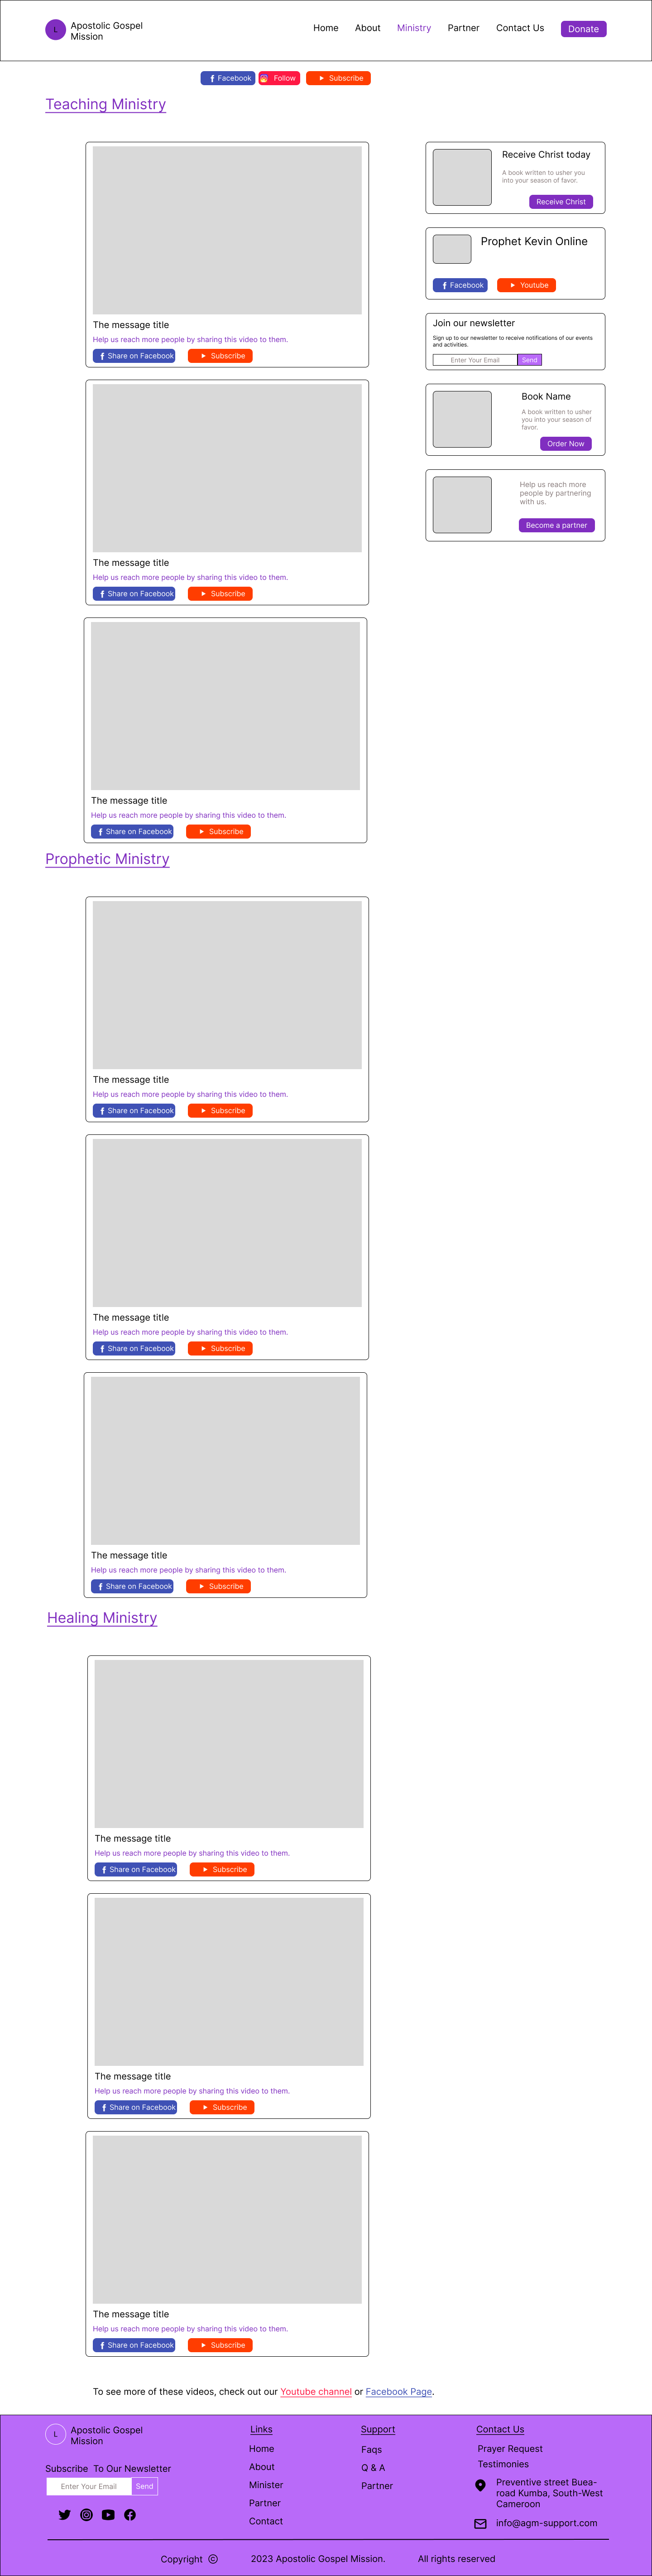 L
Apostolic Gospel
Mission
Home
About
Ministry
Partner
Contact Us
Donate
Facebook
Follow
Subscribe
Teaching Ministry
The message title
Help us reach more people by sharing this video to them.
Share on Facebook
Subscribe
The message title
Help us reach more people by sharing this video to them.
Share on Facebook
Subscribe
The message title
Help us reach more people by sharing this video to them.
Share on Facebook
Subscribe
Receive Christ today
A book written to usher you
into your season of favor.
Receive Christ
Prophet Kevin Online
Facebook
Youtube
Join our newsletter
Sign up to our newsletter to receive notifications of our events
and activities.
Enter Your Email
Send
Book Name
A book written to usher
you into your season of
favor.
Order Now
Help us reach more
people by partnering
with us.
Become a partner
Prophetic Ministry
The message title
Help us reach more people by sharing this video to them.
Share on Facebook
Subscribe
The message title
Help us reach more people by sharing this video to them.
Share on Facebook
Subscribe
The message title
Help us reach more people by sharing this video to them.
Share on Facebook
Subscribe
Healing Ministry
The message title
Help us reach more people by sharing this video to them.
Share on Facebook
Subscribe
The message title
Help us reach more people by sharing this video to them.
Share on Facebook
Subscribe
The message title
Help us reach more people by sharing this video to them.
Share on Facebook
Subscribe
To see more of these videos, check out our Youtube channel or Facebook Page.
L
Apostolic Gospel
Mission
Subscribe To Our Newsletter
Enter Your Email
Send
Links
Home
About
Minister
Partner
Contact
Support
Faqs
Q & A
Partner
Contact Us
Prayer Request
Testimonies
Preventive street Buea-
road Kumba, South-West
Cameroon
info@agm-support.com
Copyright © 2023 Apostolic Gospel Mission. All rights reserved